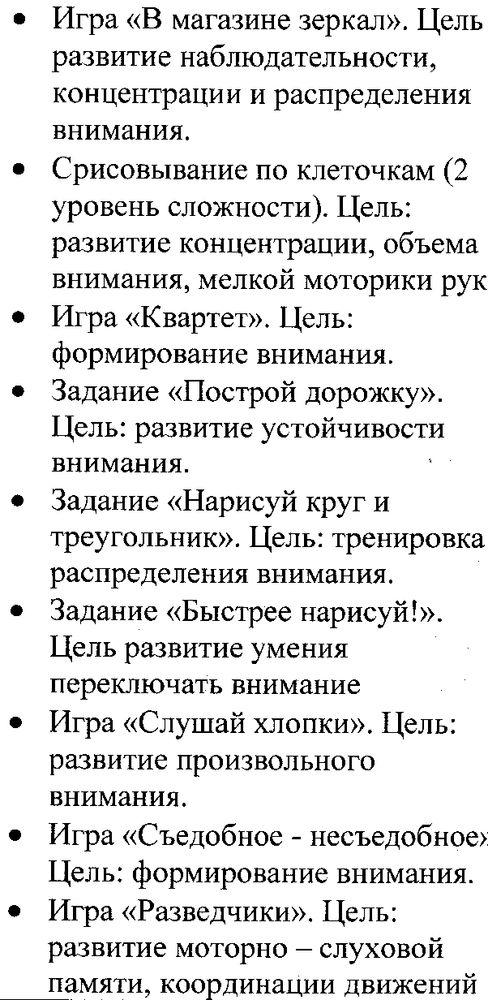 • Игра «В магазине зеркал». Цель
развитие наблюдательности,
концентрации и распределения
внимания.
• Срисовывание по клеточкам (2
уровень сложности). Цель:
развитие концентрации, объема
внимания, мелкой моторики рук
• Игра «Квартет». Цель:
формирование внимания.
• Задание «Построй дорожку».
Цель: развитие устойчивости
внимания.
• Задание «Нарисуй круг и
треугольник». Цель: тренировка
распределения внимания.
• Задание «Быстрее нарисуй!».
Цель развитие умения
переключать внимание
• Игра «Слушай хлопки». Цель:
развитие произвольного
внимания.
• Игра «Съедобное - несъедобное»
Цель: формирование внимания.
• Игра «Разведчики». Цель:
развитие моторно – слуховой
памяти, координации движений